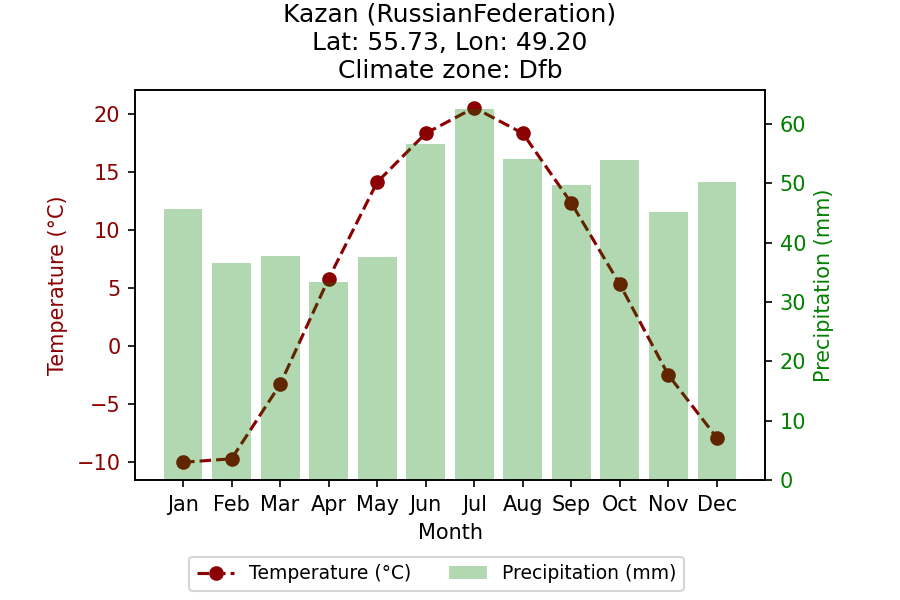 Kazan (RussianFederation)
Lat: 55.73, Lon: 49.20
Climate zone: Dfb
Temperature (°C)
20
15
10
5
0
−5
−10
60
50
40
30
20
10
0
Precipitation (mm)
Jan Feb Mar Apr May Jun Jul Aug Sep Oct Nov Dec
Month
Temperature (°C) Precipitation (mm)